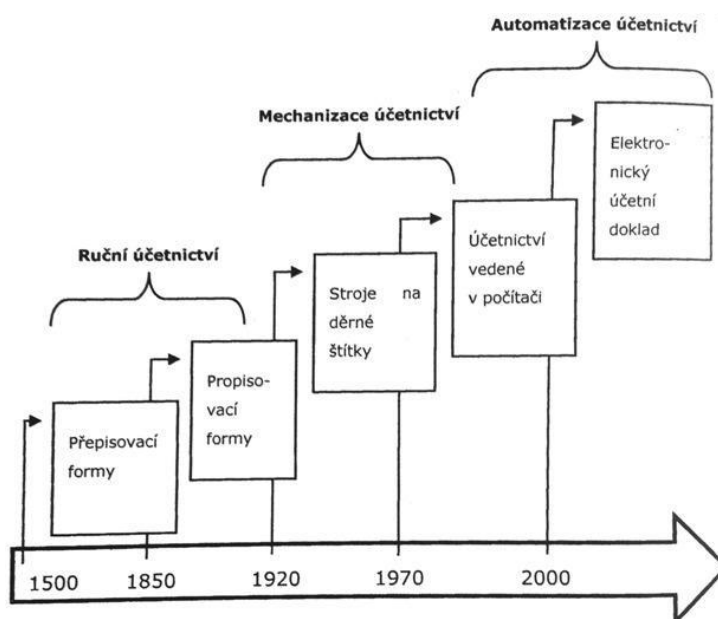 Automatizace účetnictví
Mechanizace účetnictví
Elektro-
nický
účetní
doklad
Ruční účetnictví
Účetnictví
vedené
v počítači
Stroje na
děrné
štítky
Propiso-
vací
formy
Přepisovací
formy
1500 1850 1920 1970 2000